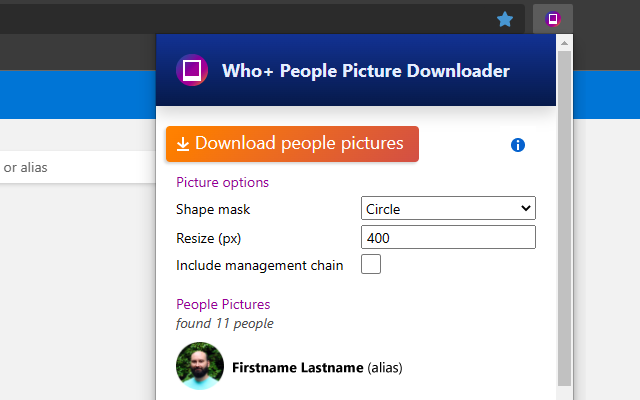 Who+ People Picture Downloader
Download people pictures
or alias
Picture options
Shape mask
Circle
Resize (px)
400
Include management chain
People Pictures
found 11 people
Firstname Lastname (alias)